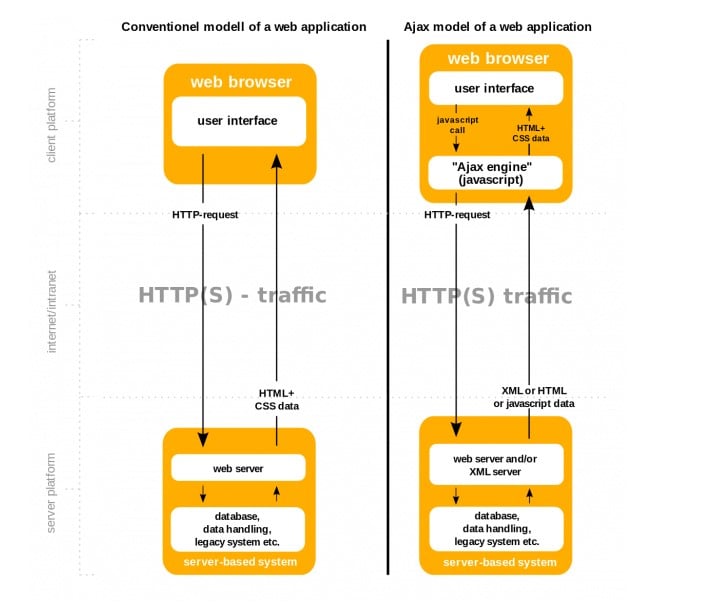 Conventionel modell of a web application
web browser
user interface
HTTP-request
HTTP(S) - traffic
HTML+
CSS data
web server
database,
data handling,
legacy system etc.
server-based system
Ajax model of a web application
web browser
user interface
javascript
call
HTML+
CSS data
"Ajax engine"
(javascript)
HTTP-request
HTTP(S) traffic
XML or HTML
or javascript data
web server and/or
XML server
database,
data handling,
legacy system etc.
server-based system
client platform
internet/intranet
server platform